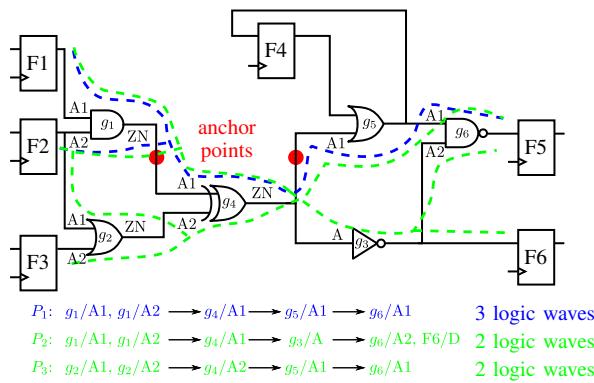 F1
F4
A1
g1
ZN
F2
A2
anchor
points
A1
g5
A1
g6
A2
F5
A1
ZN
g4
A2
A1
g2
ZN
A2
F3
A
g3
F6
P1: g1/A1, g1/A2 → g4/A1 → g5/A1 → g6/A1 3 logic waves
P2: g1/A1, g1/A2 → g4/A1 → g3/A → g6/A2, F6/D 2 logic waves
P3: g2/A1, g2/A2 → g4/A2 → g5/A1 → g6/A1 2 logic waves